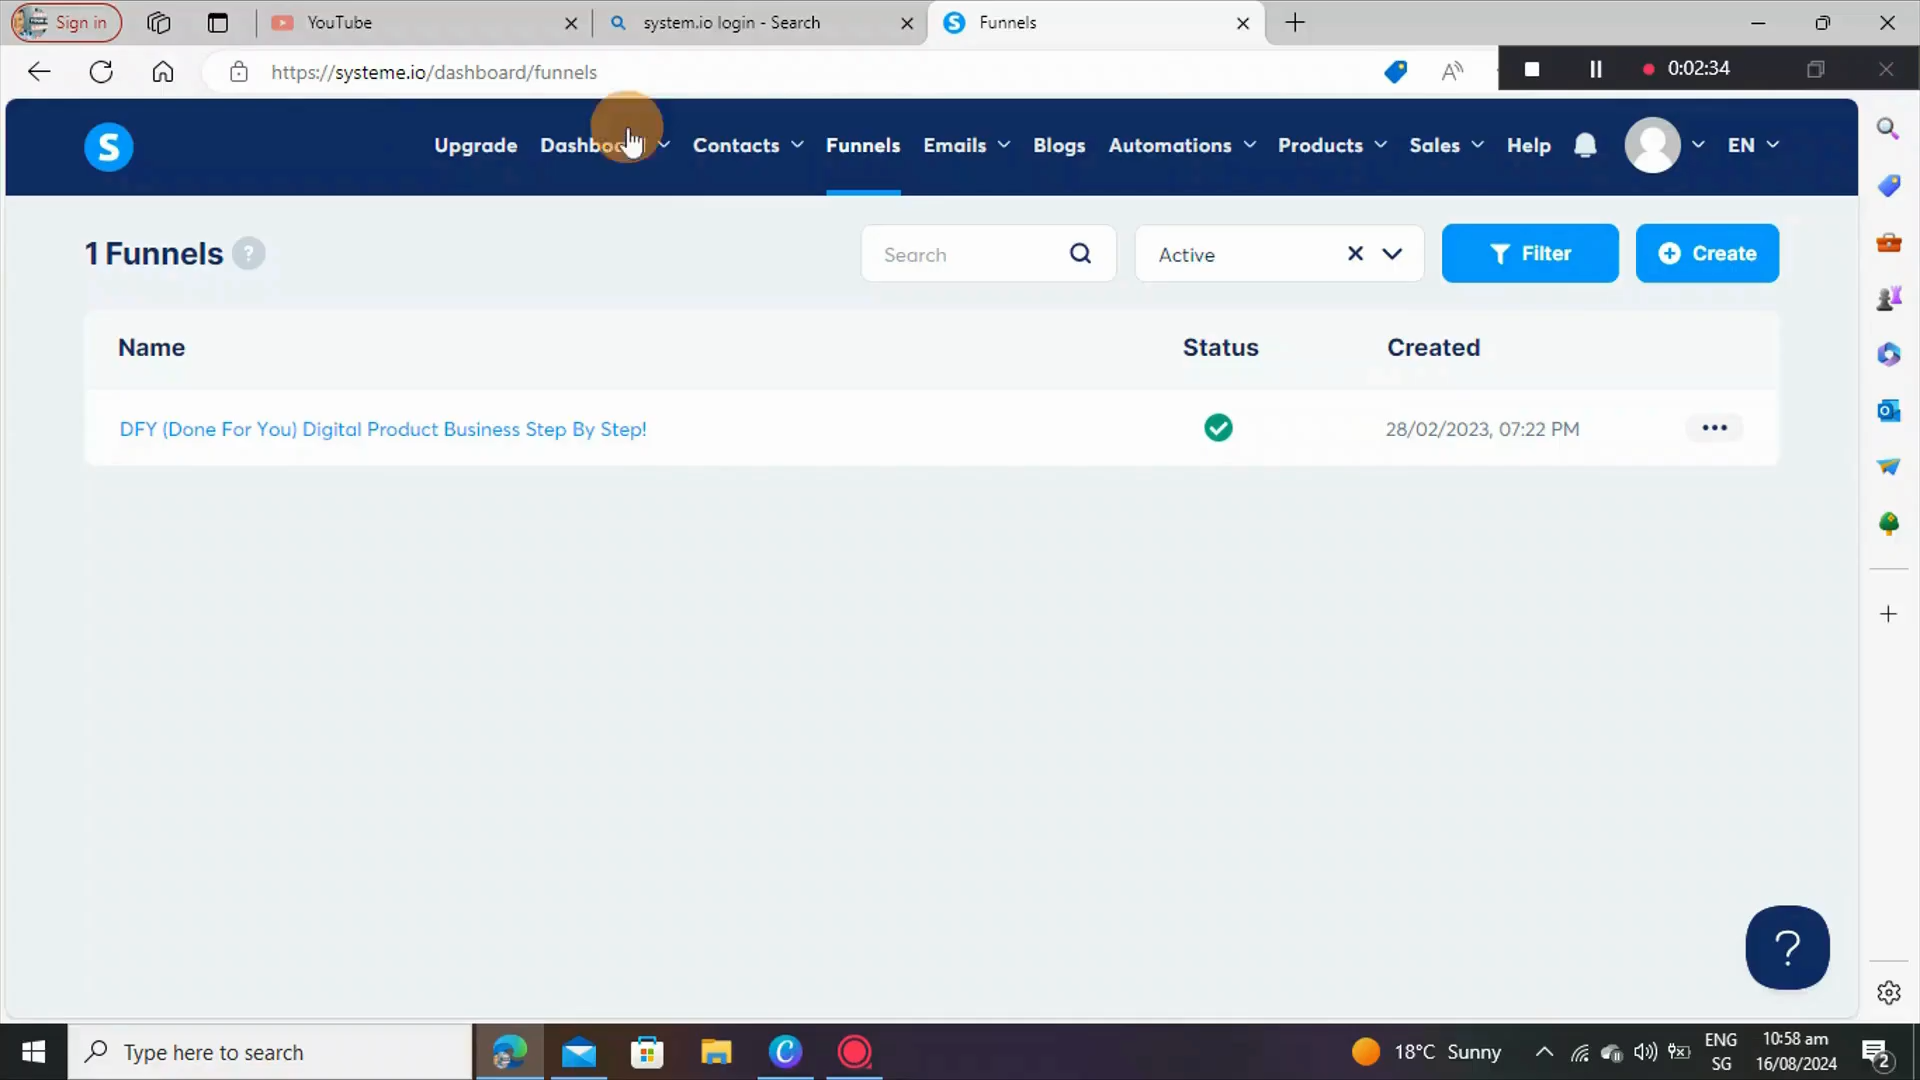 Sign in
YouTube
system.io login - Search
Funnels
https://systeme.io/dashboard/funnels
0:02:34
S
Upgrade
Contacts
Funnels
Emails
Blogs
Automations
Products
Sales
Help
EN
1 Funnels ?
Search
Active
Filter
Create
Name
Status
Created
DFY (Done For You) Digital Product Business Step By Step!
28/02/2023, 07:22 PM
?
Type here to search
18°C Sunny
ENG
SG
10:58 am
16/08/2024
2